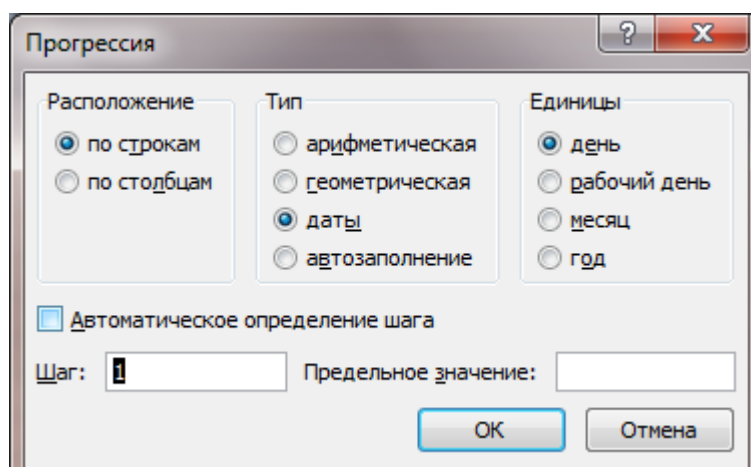 Прогрессия
Расположение
по строкам
по столбцам
Тип
арифметическая
геометрическая
даты
автозаполнение
Единицы
день
рабочий день
месяц
год
Автоматическое определение шага
Шаг: 1 Предельное значение:
ОК Отмена